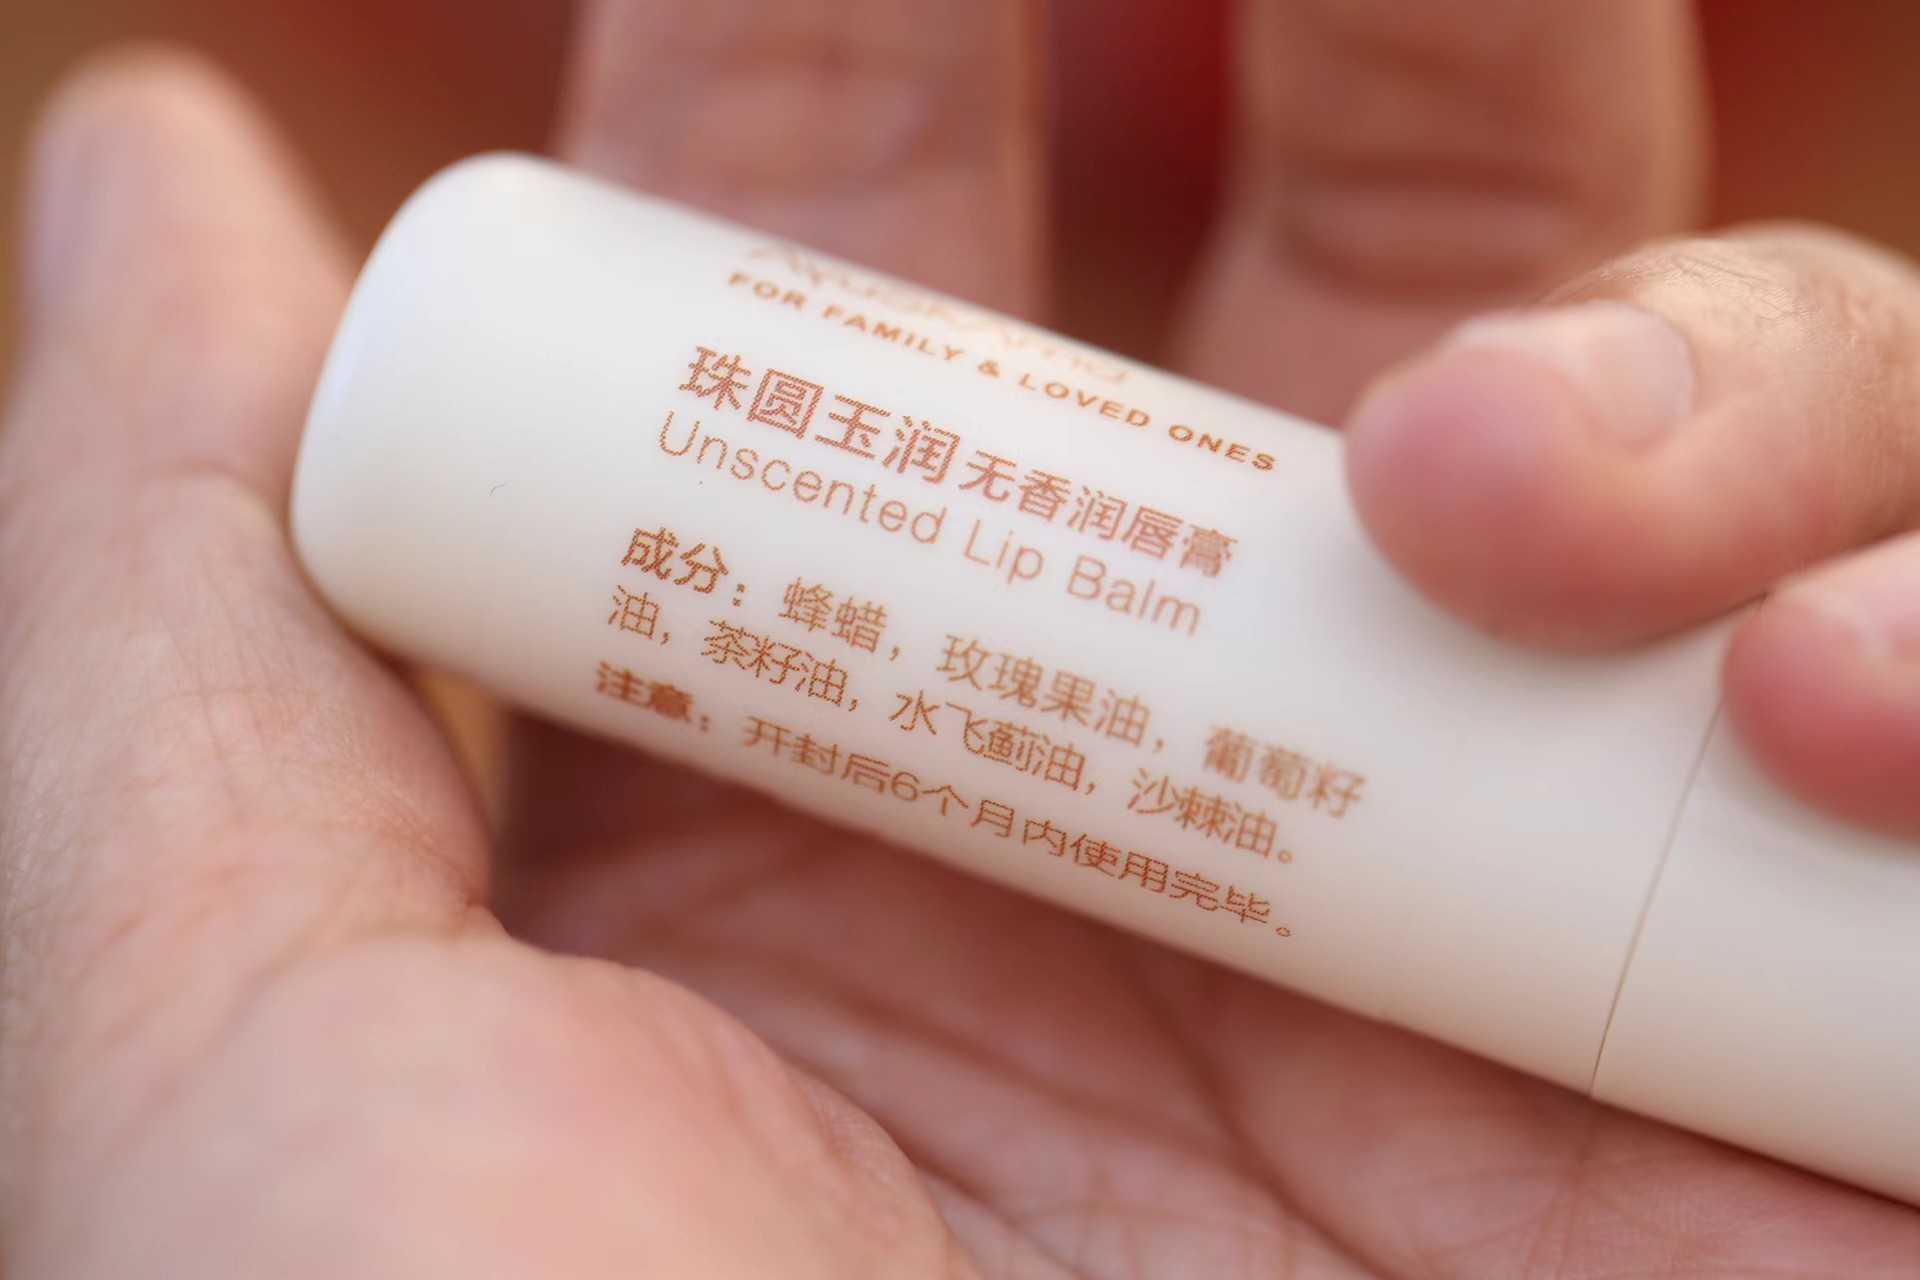 FOR FAMILY & LOVED ONES
珠圆玉润 无香润唇膏
Unscented Lip Balm
成分：蜂蜡，玫瑰果油，葡萄籽
油，茶籽油，水飞蓟油，沙棘油。
注意：开封后6个月内使用完毕。